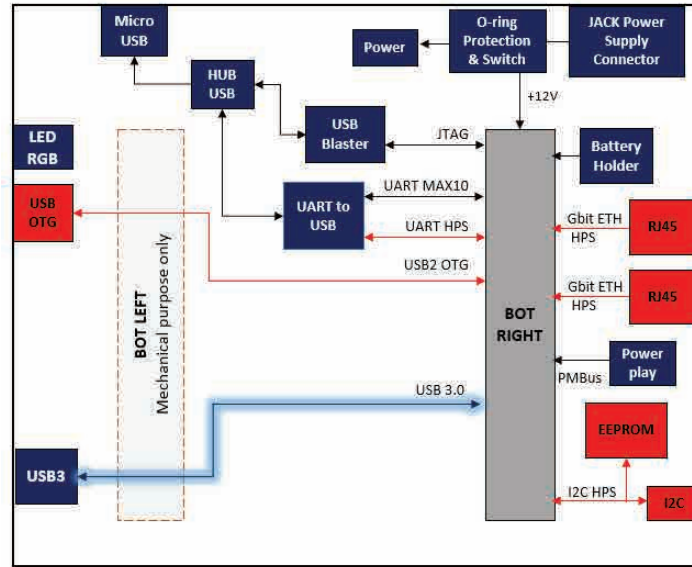 Micro
USB
Power
O-ring
Protection
& Switch
JACK Power
Supply
Connector
HUB
USB
+12V
LED
RGB
USB
Blaster
JTAG
Battery
Holder
USB
OTG
UART to
USB
UART MAX10
Gbit ETH
HPS
RJ45
UART HPS
USB2 OTG
Gbit ETH
HPS
RJ45
BOT LEFT
Mechanical purpose only
BOT
RIGHT
Power
play
PMBus
USB 3.0
EEPROM
USB3
I2C HPS
I2C